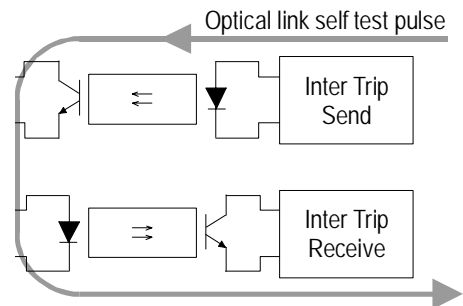 Optical link self test pulse
Inter Trip
Send
Inter Trip
Receive